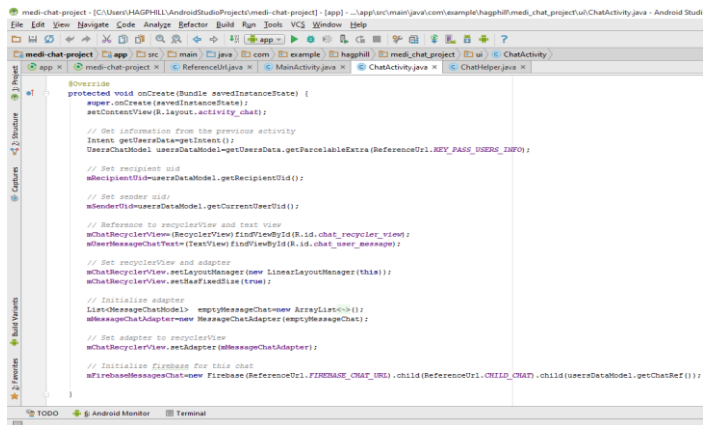 medi-chat-project - [C:\Users\HAGPHILL\AndroidStudioProjects\medi-chat-project] - [app] - ...\app\src\main\java\com\example\hagphill\medi_chat_project\ui\ChatActivity.java - Android Studi
File Edit View Navigate Code Analyze Refactor Build Run Tools VCS Window Help
app
medi-chat-project app src main java com example hagphill medi_chat_project ui ChatActivity
app × medi-chat-project × ReferenceUrl.java × MainActivity.java × ChatActivity.java × ChatHelper.java ×
1: Project
2: Structure
Captures
Build Variants
2: Favorites
@Override
protected void onCreate(Bundle savedInstanceState) {
super.onCreate(savedInstanceState);
setContentView(R.layout.activity_chat);
// Get information from the previous activity
Intent getUsersData=getIntent();
UsersChatModel usersDataModel=getUsersData.getParcelableExtra(ReferenceUrl.KEY_PASS_USERS_INFO);
// Set recipient uid
mRecipientUid=usersDataModel.getRecipientUid();
// Set sender uid;
mSenderUid=usersDataModel.getCurrentUserUid();
// Reference to recyclerView and text view
mChatRecyclerView=(RecyclerView)findViewById(R.id.chat_recycler_view);
mUserMessageChatText=(TextView)findViewById(R.id.chat_user_message);
// Set recyclerView and adapter
mChatRecyclerView.setLayoutManager(new LinearLayoutManager(this));
mChatRecyclerView.setHasFixedSize(true);
// Initialize adapter
List<MessageChatModel> emptyMessageChat=new ArrayList<~>();
mMessageChatAdapter=new MessageChatAdapter(emptyMessageChat);
// Set adapter to recyclerView
mChatRecyclerView.setAdapter(mMessageChatAdapter);
// Initialize firebase for this chat
mFirebaseMessagesChat=new Firebase(ReferenceUrl.FIREBASE_CHAT_URL).child(ReferenceUrl.CHILD_CHAT).child(usersDataModel.getChatRef());
}
TODO 6: Android Monitor Terminal